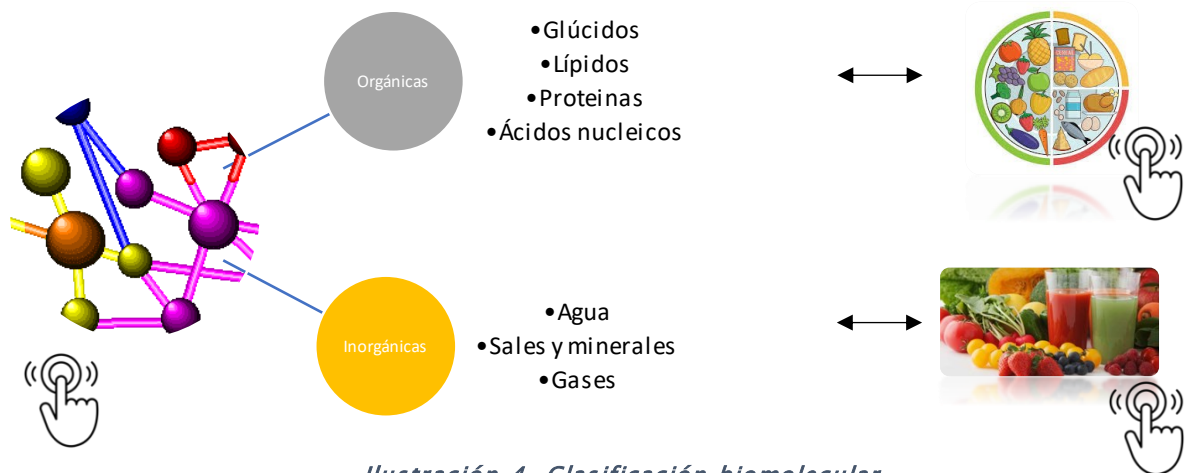 Orgánicas
•Glúcidos
•Lípidos
•Proteinas
•Ácidos nucleicos
Inorgánicas
•Agua
•Sales y minerales
•Gases
Ilustración 4. Clasificación biomolecular